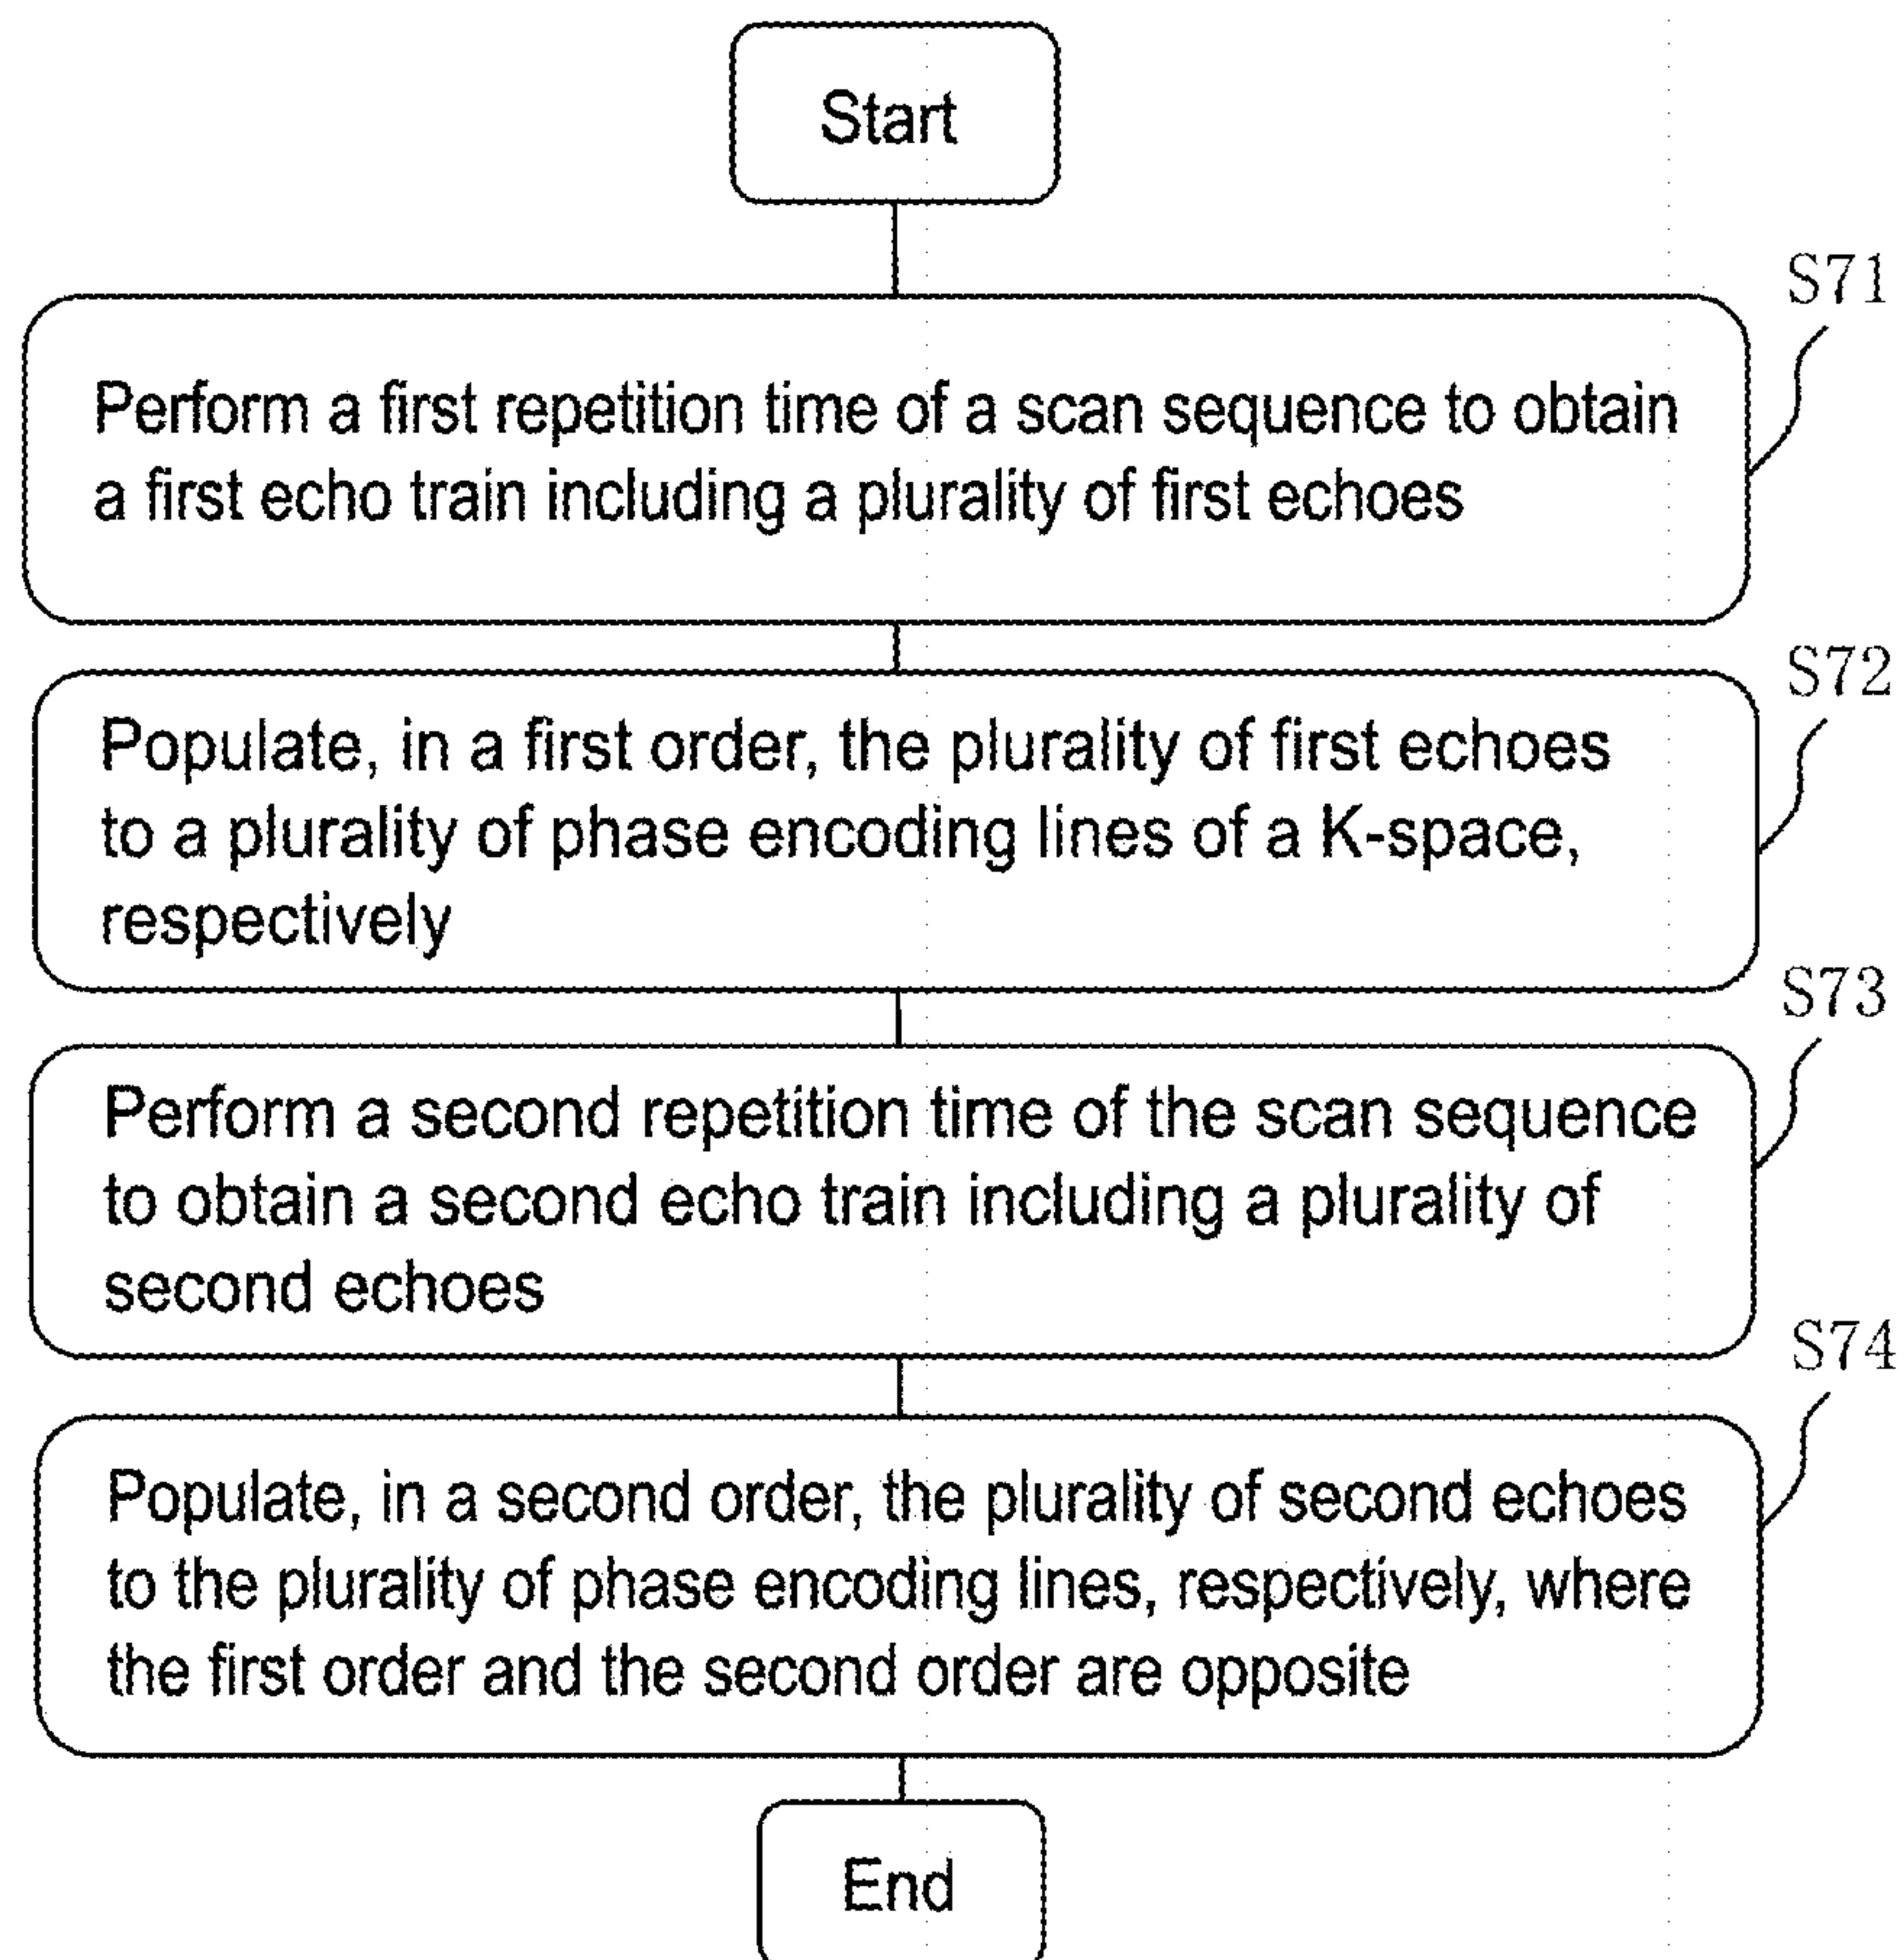 Start
S71
Perform a first repetition time of a scan sequence to obtain
a first echo train including a plurality of first echoes
S72
Populate, in a first order, the plurality of first echoes
to a plurality of phase encoding lines of a K-space,
respectively
S73
Perform a second repetition time of the scan sequence
to obtain a second echo train including a plurality of
second echoes
S74
Populate, in a second order, the plurality of second echoes
to the plurality of phase encoding lines, respectively, where
the first order and the second order are opposite
End